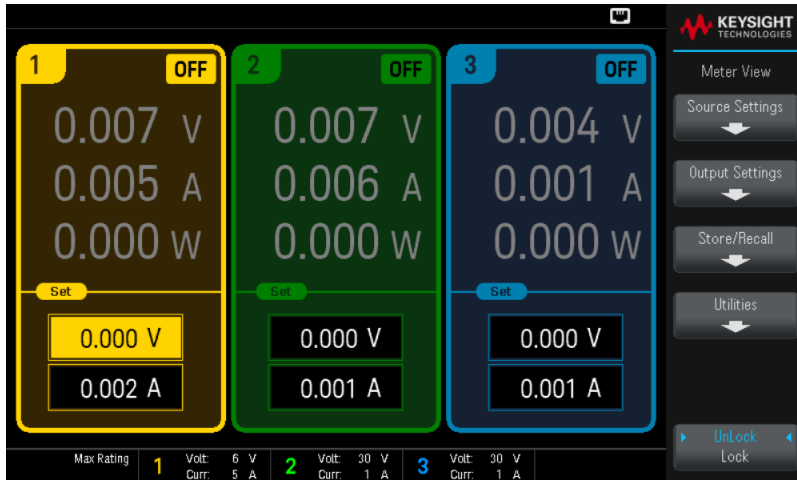 KEYSIGHT
TECHNOLOGIES
Meter View
1 OFF 2 OFF 3 OFF
0.007 V 0.007 V 0.004 V
0.005 A 0.006 A 0.001 A
0.000 W 0.000 W 0.000 W
Set Set Set
0.000 V 0.000 V 0.000 V
0.002 A 0.001 A 0.001 A
Source Settings
Output Settings
Store/Recall
Utilities
UnLock
Lock
Max Rating 1 Volt: 6 V 2 Volt: 30 V 3 Volt: 30 V
Curr: 5 A Curr: 1 A Curr: 1 A